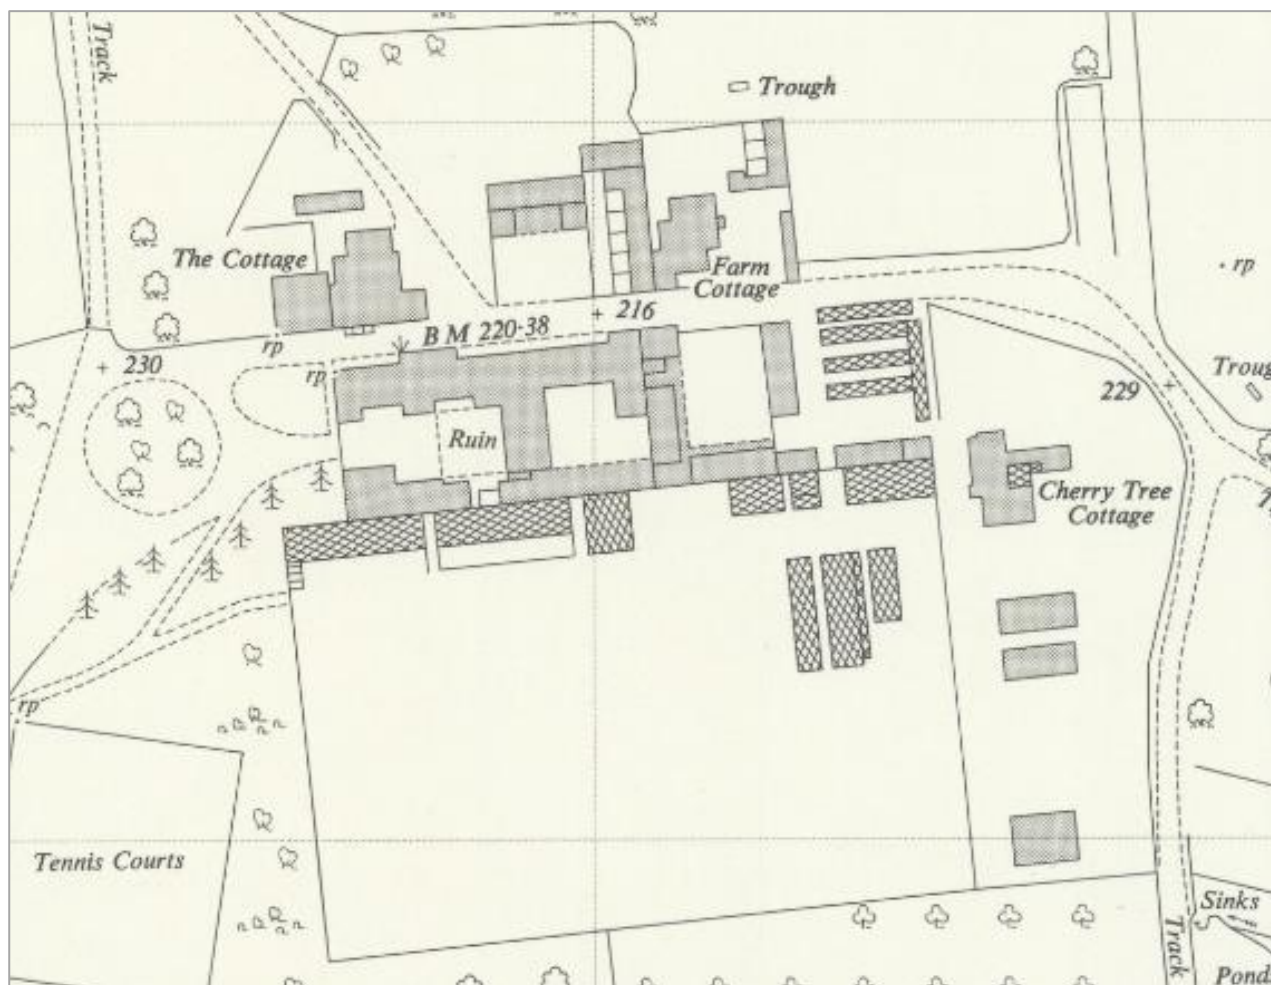 Track
Trough
The Cottage
Farm
Cottage
rp
216
B M 220·38
rp
230
rp
229
Ruin
Cherry Tree
Cottage
rp
Tennis Courts
Sinks
Track
Pond